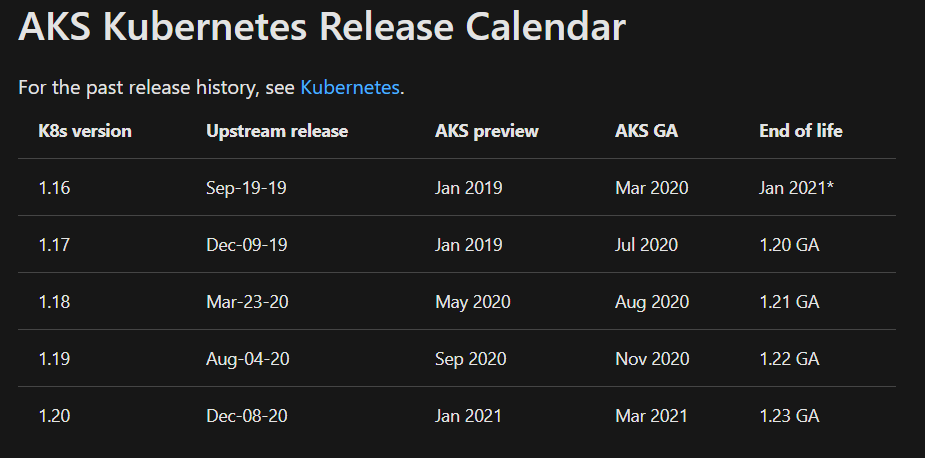 AKS Kubernetes Release Calendar
For the past release history, see Kubernetes.
K8s version Upstream release AKS preview AKS GA End of life
1.16 Sep-19-19 Jan 2019 Mar 2020 Jan 2021*
1.17 Dec-09-19 Jan 2019 Jul 2020 1.20 GA
1.18 Mar-23-20 May 2020 Aug 2020 1.21 GA
1.19 Aug-04-20 Sep 2020 Nov 2020 1.22 GA
1.20 Dec-08-20 Jan 2021 Mar 2021 1.23 GA